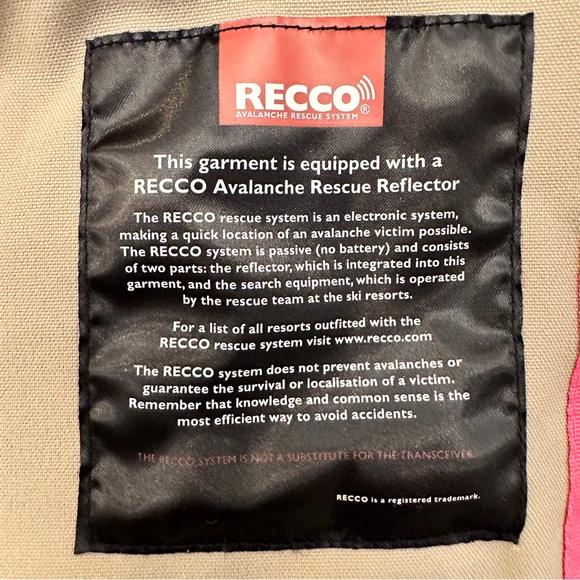 RECCO®
AVALANCHE RESCUE SYSTEM
This garment is equipped with a
RECCO Avalanche Rescue Reflector
The RECCO rescue system is an electronic system,
making a quick location of an avalanche victim possible.
The RECCO system is passive (no battery) and consists
of two parts: the reflector, which is integrated into this
garment, and the search equipment, which is operated
by the rescue team at the ski resorts.
For a list of all resorts outfitted with the
RECCO rescue system visit www.recco.com
The RECCO system does not prevent avalanches or
guarantee the survival or localisation of a victim.
Remember that knowledge and common sense is the
most efficient way to avoid accidents.
THE RECCO SYSTEM IS NOT A SUBSTITUTE FOR THE TRANSCEIVER
RECCO is a registered trademark.